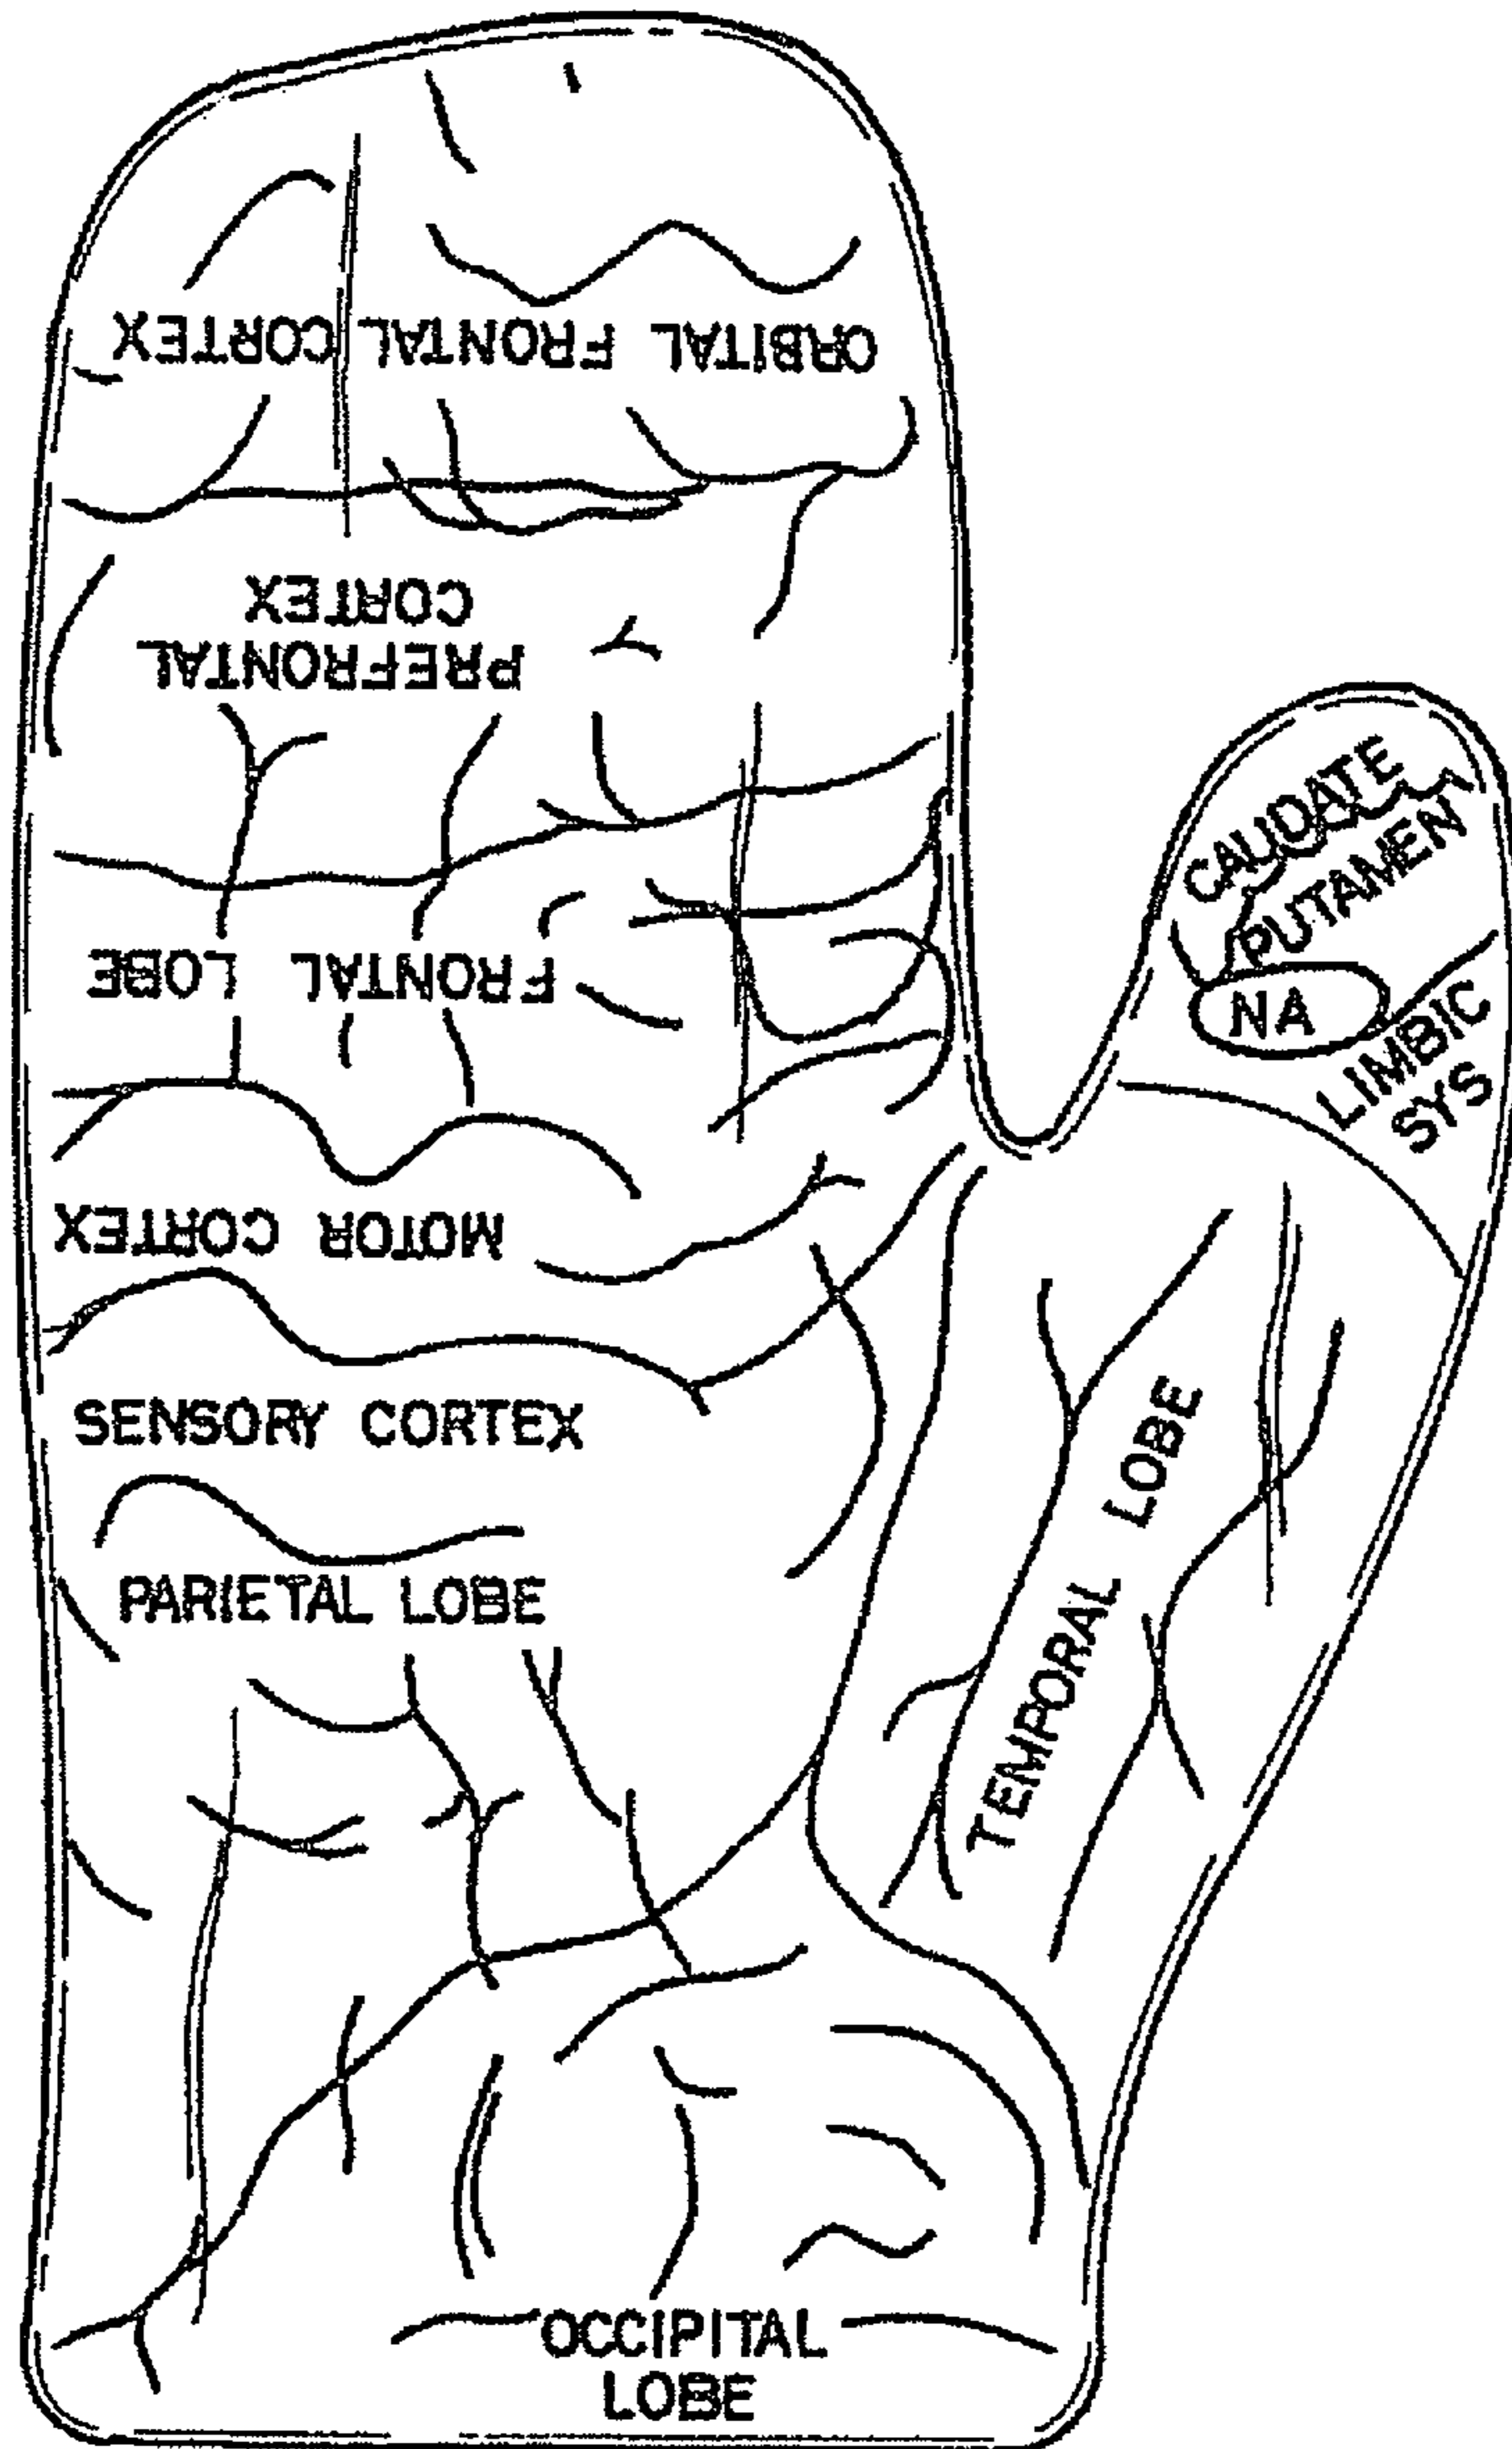 ORBITAL FRONTAL CORTEX
PREFRONTAL
CORTEX
FRONTAL LOBE
MOTOR CORTEX
SENSORY CORTEX
PARIETAL LOBE
OCCIPITAL
LOBE
TEMPORAL LOBE
CAUDATE
PUTAMEN
NA
LIMBIC
SYS